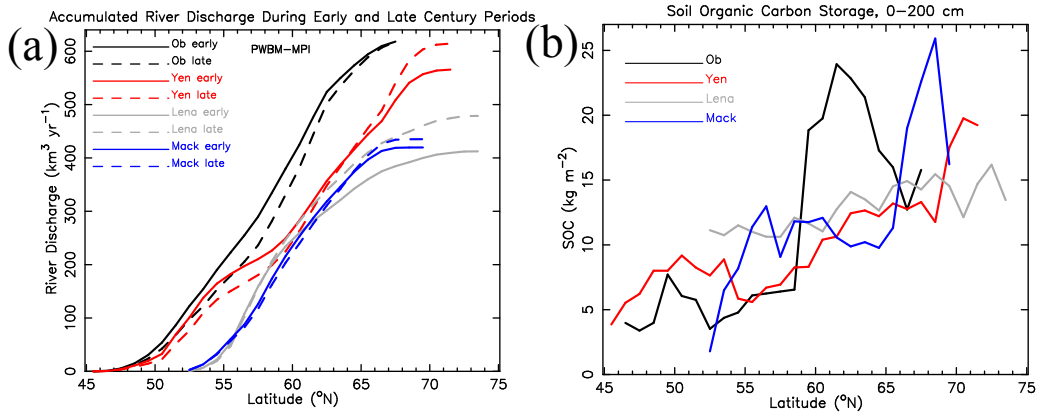 Accumulated River Discharge During Early and Late Century Periods
(a)
PWBM−MPI
Ob early
Ob late
Yen early
Yen late
Lena early
Lena late
Mack early
Mack late
River Discharge (km³ yr⁻¹)
600
500
400
300
200
100
0
45 50 55 60 65 70 75
Latitude (°N)
Soil Organic Carbon Storage, 0−200 cm
(b)
Ob
Yen
Lena
Mack
SOC (kg m⁻²)
25
20
15
10
5
0
45 50 55 60 65 70 75
Latitude (°N)